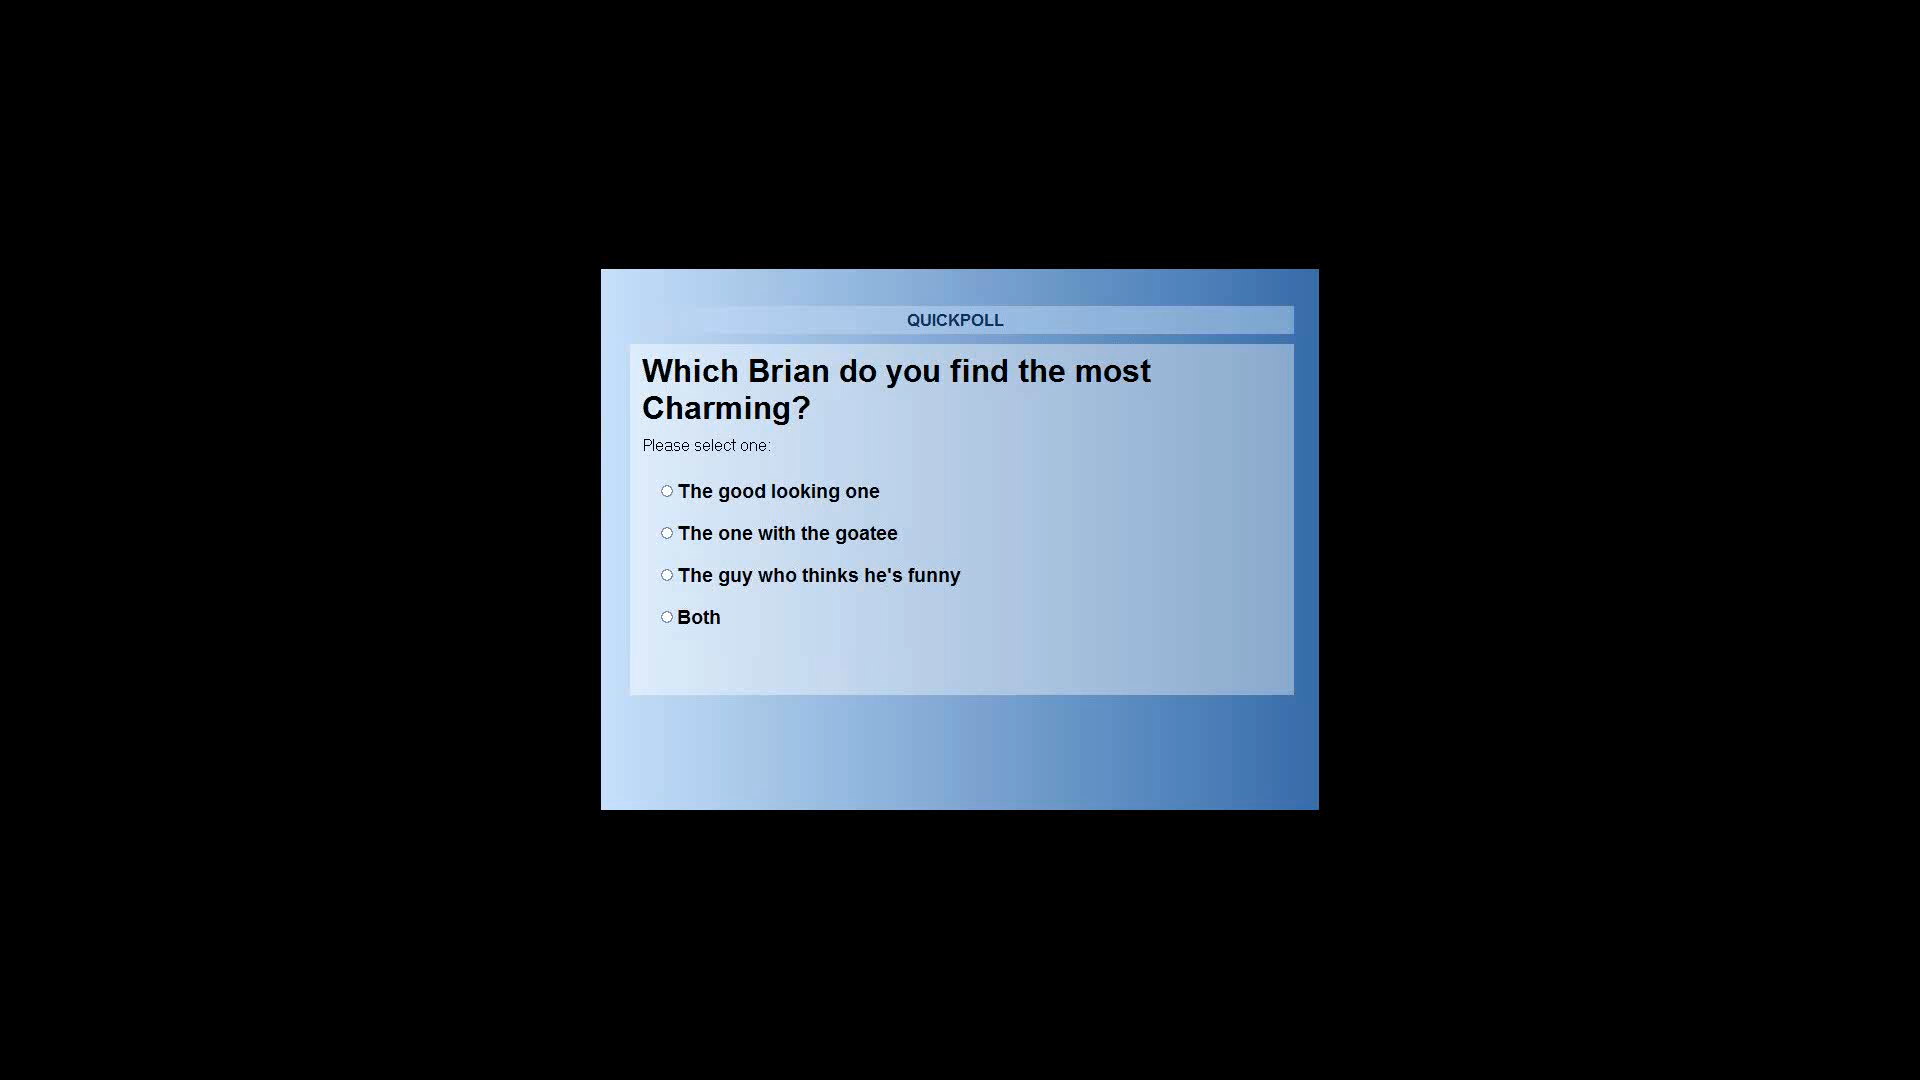 QUICKPOLL
Which Brian do you find the most
Charming?
Please select one:
The good looking one
The one with the goatee
The guy who thinks he's funny
Both